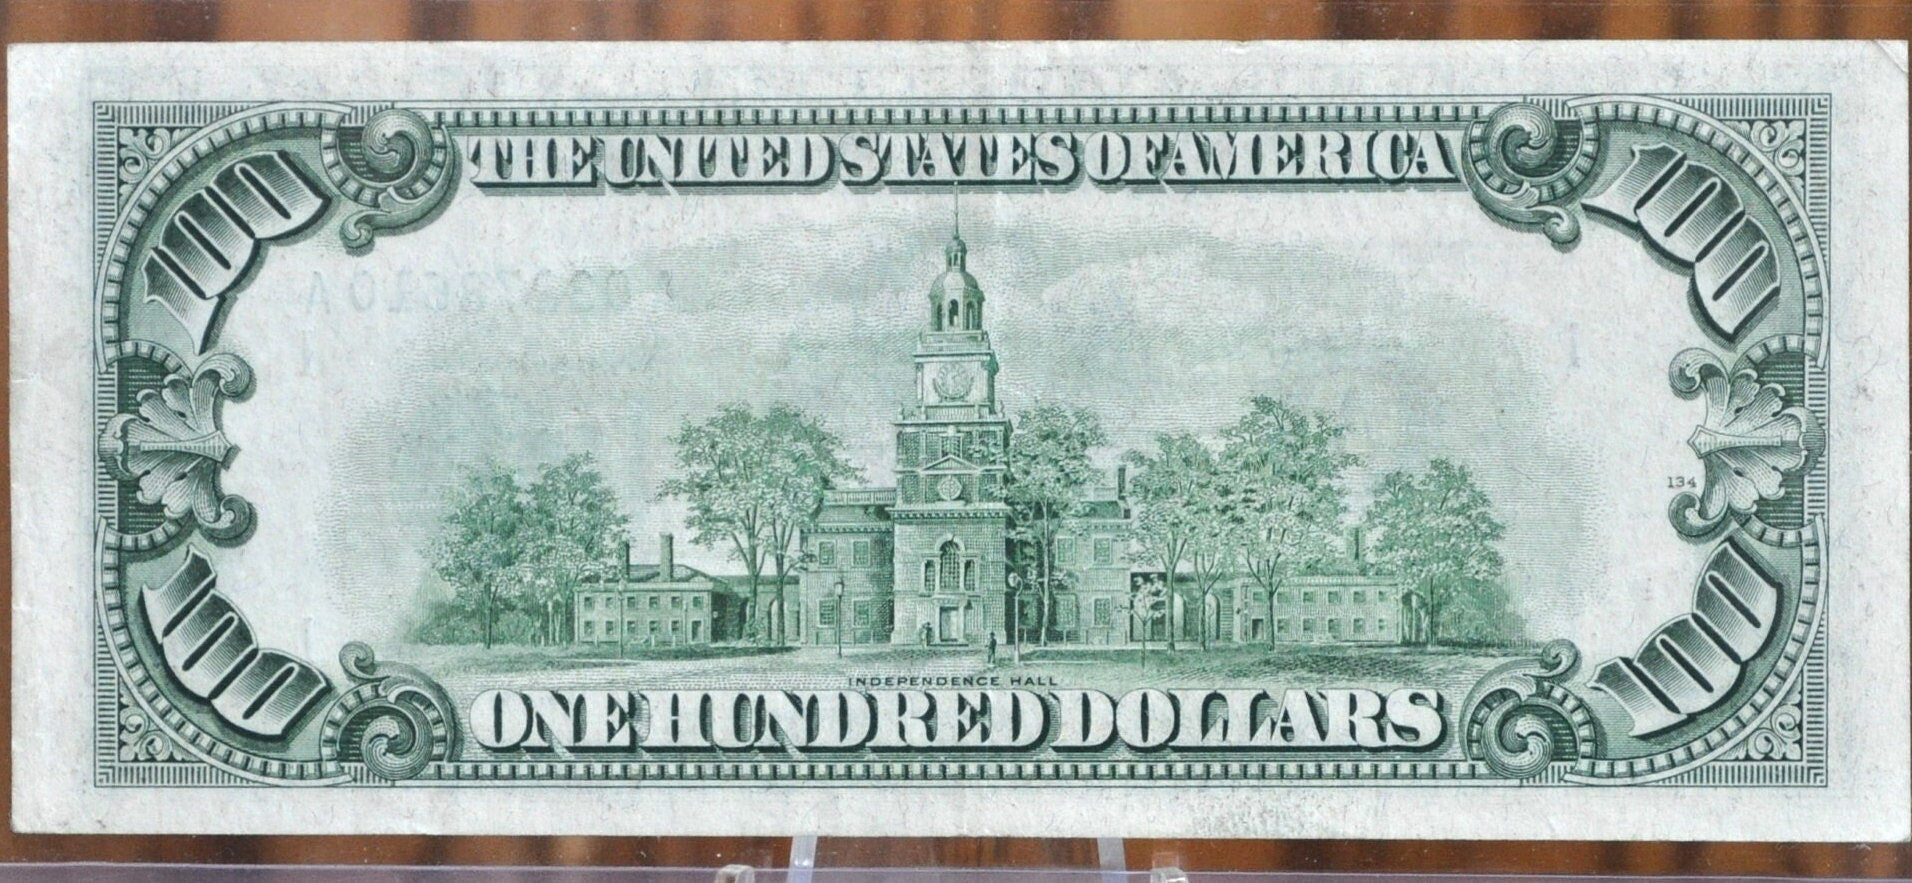 100 THE UNITED STATES OF AMERICA 100
134
INDEPENDENCE HALL
100 ONE HUNDRED DOLLARS 100